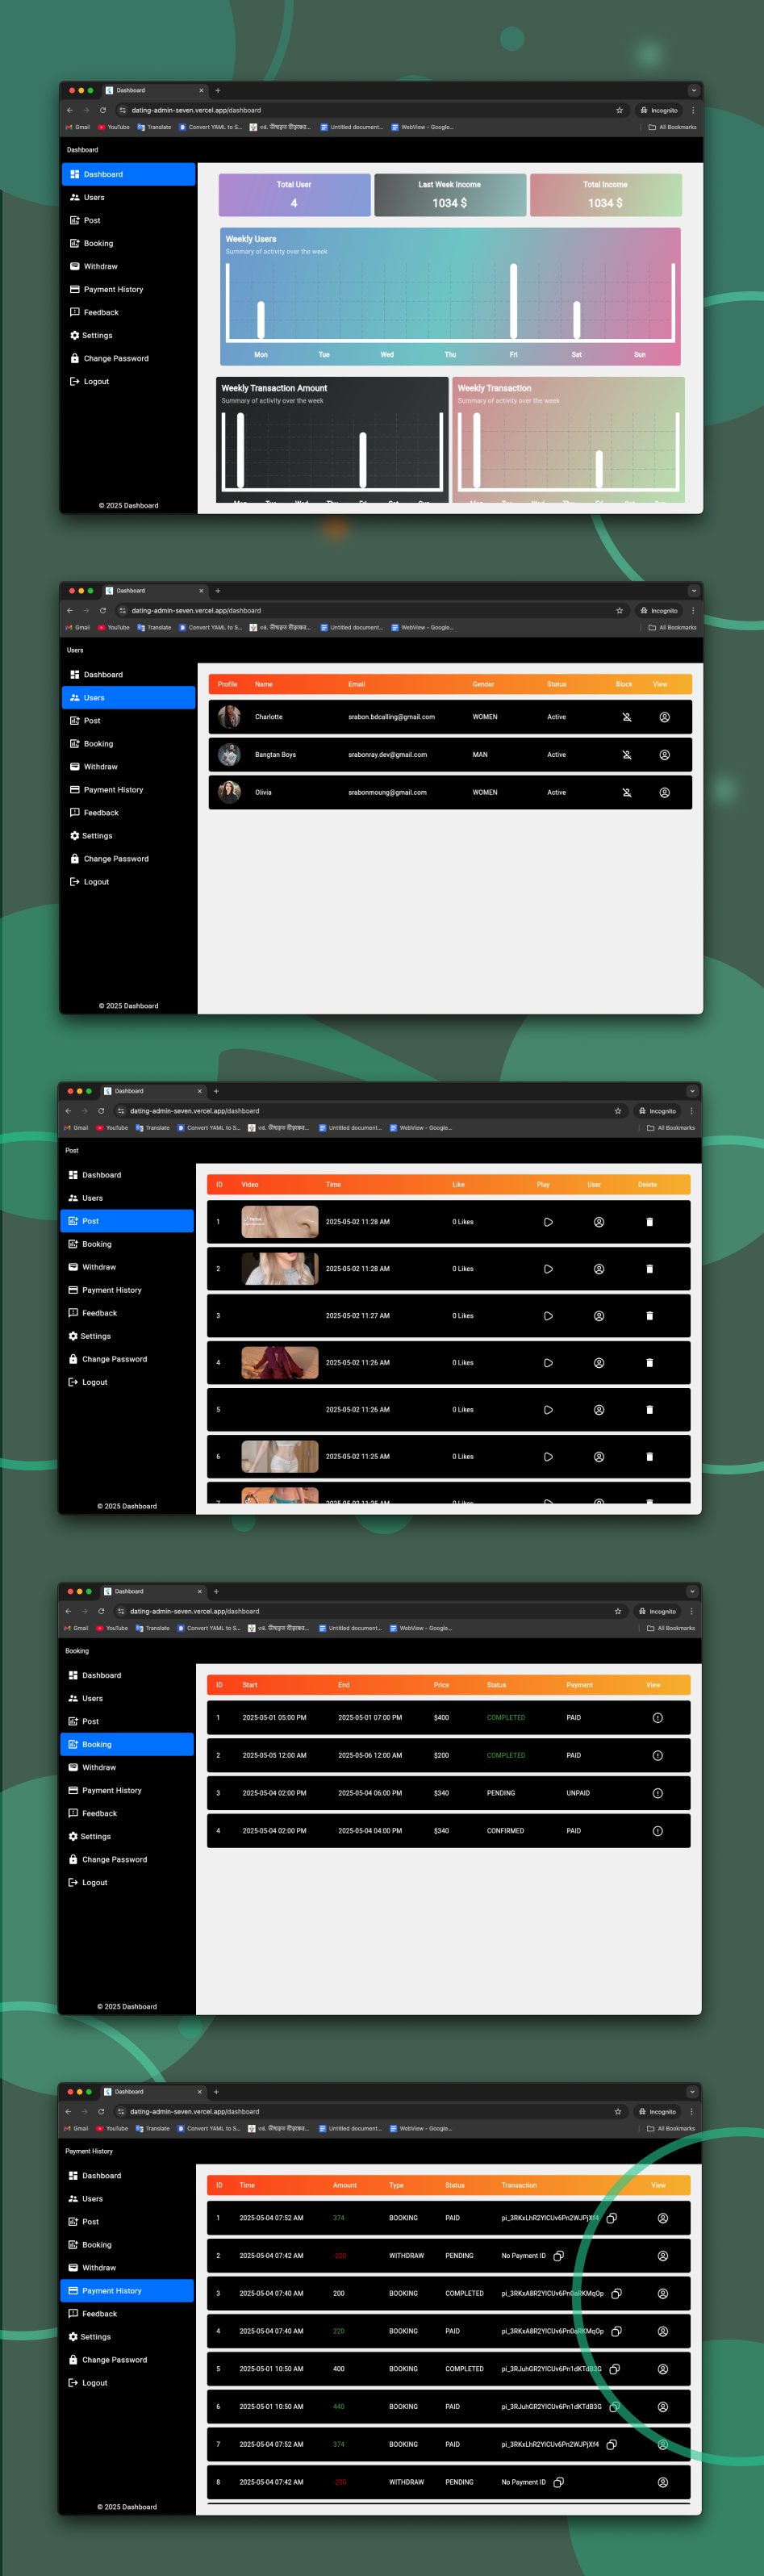 Dashboard
dating-admin-seven.vercel.app/dashboard
Incognito
Gmail
YouTube
Translate
Convert YAML to S...
Untitled document...
WebView - Google...
All Bookmarks
Dashboard
Dashboard
Users
Post
Booking
Withdraw
Payment History
Feedback
Settings
Change Password
Logout
© 2025 Dashboard
Total User
4
Last Week Income
1034 $
Total Income
1034 $
Weekly Users
Summary of activity over the week
Mon Tue Wed Thu Fri Sat Sun
Weekly Transaction Amount
Summary of activity over the week
Mon Tue Wed Thu Fri Sat Sun
Weekly Transaction
Summary of activity over the week
Mon Tue Wed Thu Fri Sat Sun
Dashboard
dating-admin-seven.vercel.app/dashboard
Incognito
Gmail
YouTube
Translate
Convert YAML to S...
Untitled document...
WebView - Google...
All Bookmarks
Users
Dashboard
Users
Post
Booking
Withdraw
Payment History
Feedback
Settings
Change Password
Logout
© 2025 Dashboard
Profile Name Email Gender Status Block View
Charlotte srabon.bdcalling@gmail.com WOMEN Active
Bangtan Boys srabonray.dev@gmail.com MAN Active
Olivia srabonmoung@gmail.com WOMEN Active
Dashboard
dating-admin-seven.vercel.app/dashboard
Incognito
Gmail
YouTube
Translate
Convert YAML to S...
Untitled document...
WebView - Google...
All Bookmarks
Post
Dashboard
Users
Post
Booking
Withdraw
Payment History
Feedback
Settings
Change Password
Logout
© 2025 Dashboard
ID Video Time Like Play User Delete
1 2025-05-02 11:28 AM 0 Likes
2 2025-05-02 11:28 AM 0 Likes
3 2025-05-02 11:27 AM 0 Likes
4 2025-05-02 11:26 AM 0 Likes
5 2025-05-02 11:26 AM 0 Likes
6 2025-05-02 11:25 AM 0 Likes
7 2025-05-02 11:25 AM 0 Likes
Dashboard
dating-admin-seven.vercel.app/dashboard
Incognito
Gmail
YouTube
Translate
Convert YAML to S...
Untitled document...
WebView - Google...
All Bookmarks
Booking
Dashboard
Users
Post
Booking
Withdraw
Payment History
Feedback
Settings
Change Password
Logout
© 2025 Dashboard
ID Start End Price Status Payment View
1 2025-05-01 05:00 PM 2025-05-01 07:00 PM $400 COMPLETED PAID
2 2025-05-05 12:00 AM 2025-05-06 12:00 AM $200 COMPLETED PAID
3 2025-05-04 02:00 PM 2025-05-04 06:00 PM $340 PENDING UNPAID
4 2025-05-04 02:00 PM 2025-05-04 04:00 PM $340 CONFIRMED PAID
Dashboard
dating-admin-seven.vercel.app/dashboard
Incognito
Gmail
YouTube
Translate
Convert YAML to S...
Untitled document...
WebView - Google...
All Bookmarks
Payment History
Dashboard
Users
Post
Booking
Withdraw
Payment History
Feedback
Settings
Change Password
Logout
© 2025 Dashboard
ID Time Amount Type Status Transaction View
1 2025-05-04 07:52 AM 374 BOOKING PAID pi_3RKxLhR2YICUv6Pn2WJPjXf4
2 2025-05-04 07:42 AM -200 WITHDRAW PENDING No Payment ID
3 2025-05-04 07:40 AM 200 BOOKING COMPLETED pi_3RKxA8R2YICUv6Pn0aRKMqOp
4 2025-05-04 07:40 AM 220 BOOKING PAID pi_3RKxA8R2YICUv6Pn0aRKMqOp
5 2025-05-01 10:50 AM 400 BOOKING COMPLETED pi_3RJuhGR2YICUv6Pn1dKTdB3G
6 2025-05-01 10:50 AM 440 BOOKING PAID pi_3RJuhGR2YICUv6Pn1dKTdB3G
7 2025-05-04 07:52 AM 374 BOOKING PAID pi_3RKxLhR2YICUv6Pn2WJPjXf4
8 2025-05-04 07:42 AM -200 WITHDRAW PENDING No Payment ID